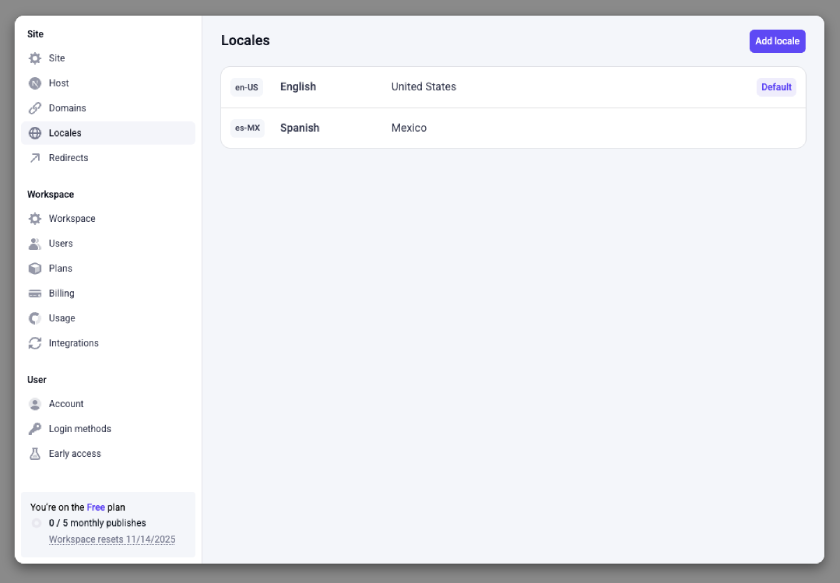 Site
Site
Host
Domains
Locales
Redirects
Workspace
Workspace
Users
Plans
Billing
Usage
Integrations
User
Account
Login methods
Early access
You're on the Free plan
0 / 5 monthly publishes
Workspace resets 11/14/2025
Locales
Add locale
en-US English United States Default
es-MX Spanish Mexico